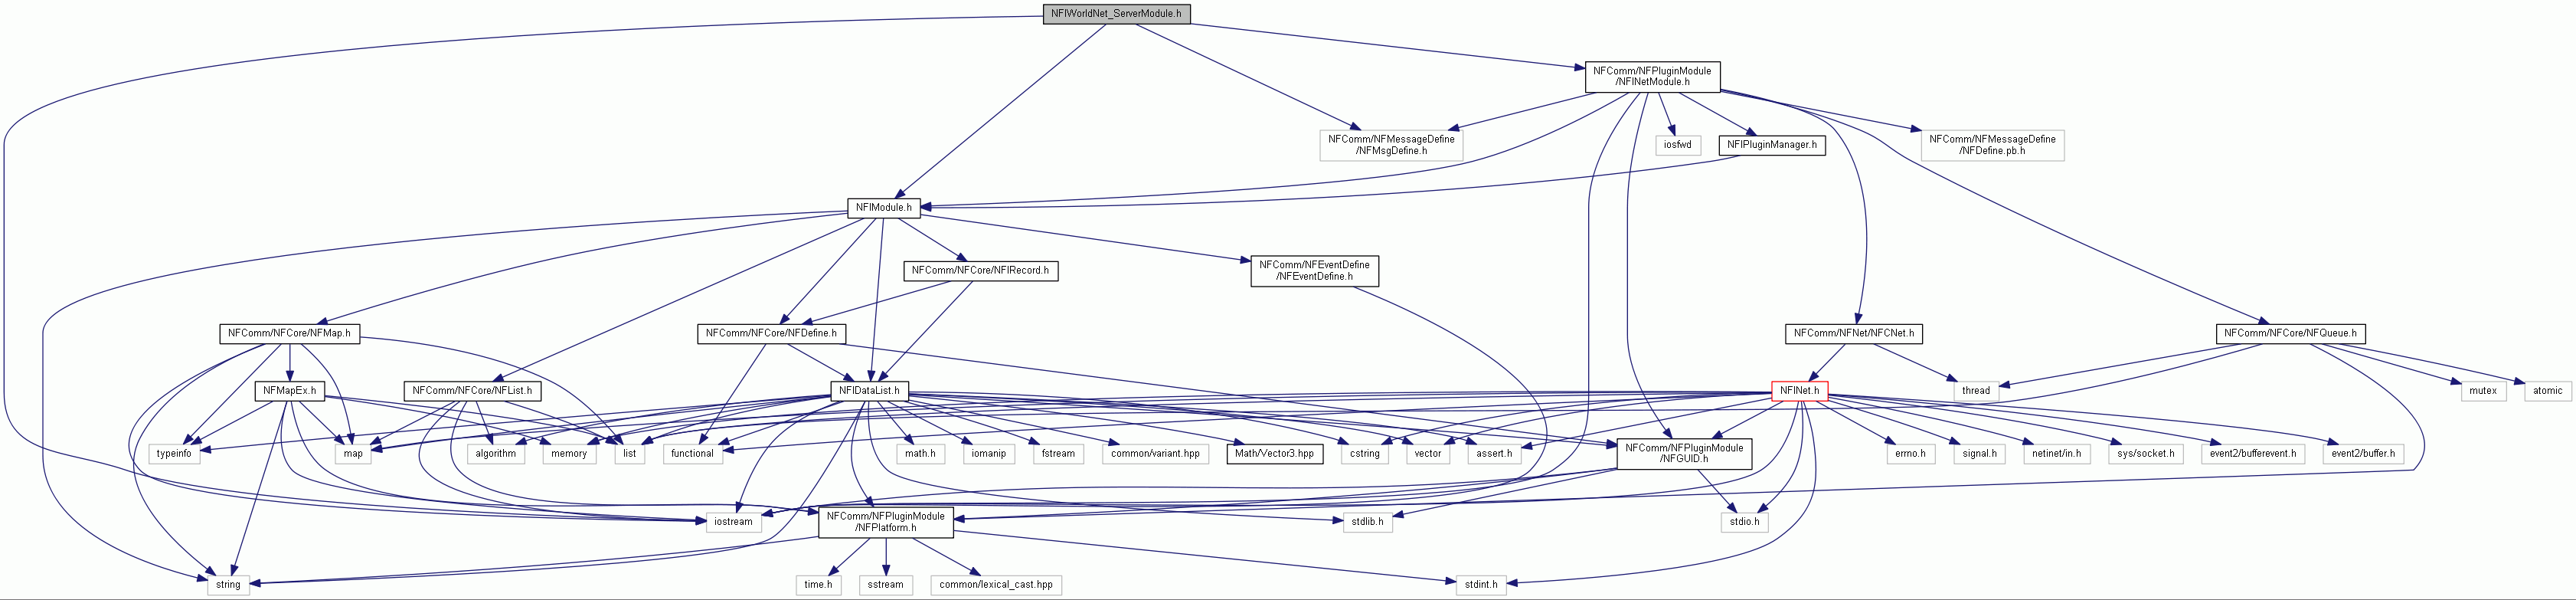 NFIWorldNet_ServerModule.h
NFComm/NFPluginModule
/NFINetModule.h
NFComm/NFMessageDefine
/NFMsgDefine.h
iosfwd
NFIPluginManager.h
NFComm/NFMessageDefine
/NFDefine.pb.h
NFIModule.h
NFComm/NFCore/NFIRecord.h
NFComm/NFEventDefine
/NFEventDefine.h
NFComm/NFCore/NFMap.h
NFComm/NFCore/NFDefine.h
NFComm/NFNet/NFCNet.h
NFComm/NFCore/NFQueue.h
NFMapEx.h
NFComm/NFCore/NFList.h
NFIDataList.h
NFINet.h
thread
mutex
atomic
typeinfo
map
algorithm
memory
list
functional
math.h
iomanip
fstream
common/variant.hpp
Math/Vector3.hpp
cstring
vector
assert.h
NFComm/NFPluginModule
/NFGUID.h
errno.h
signal.h
netinet/in.h
sys/socket.h
event2/bufferevent.h
event2/buffer.h
iostream
NFComm/NFPluginModule
/NFPlatform.h
stdlib.h
stdio.h
string
time.h
sstream
common/lexical_cast.hpp
stdint.h